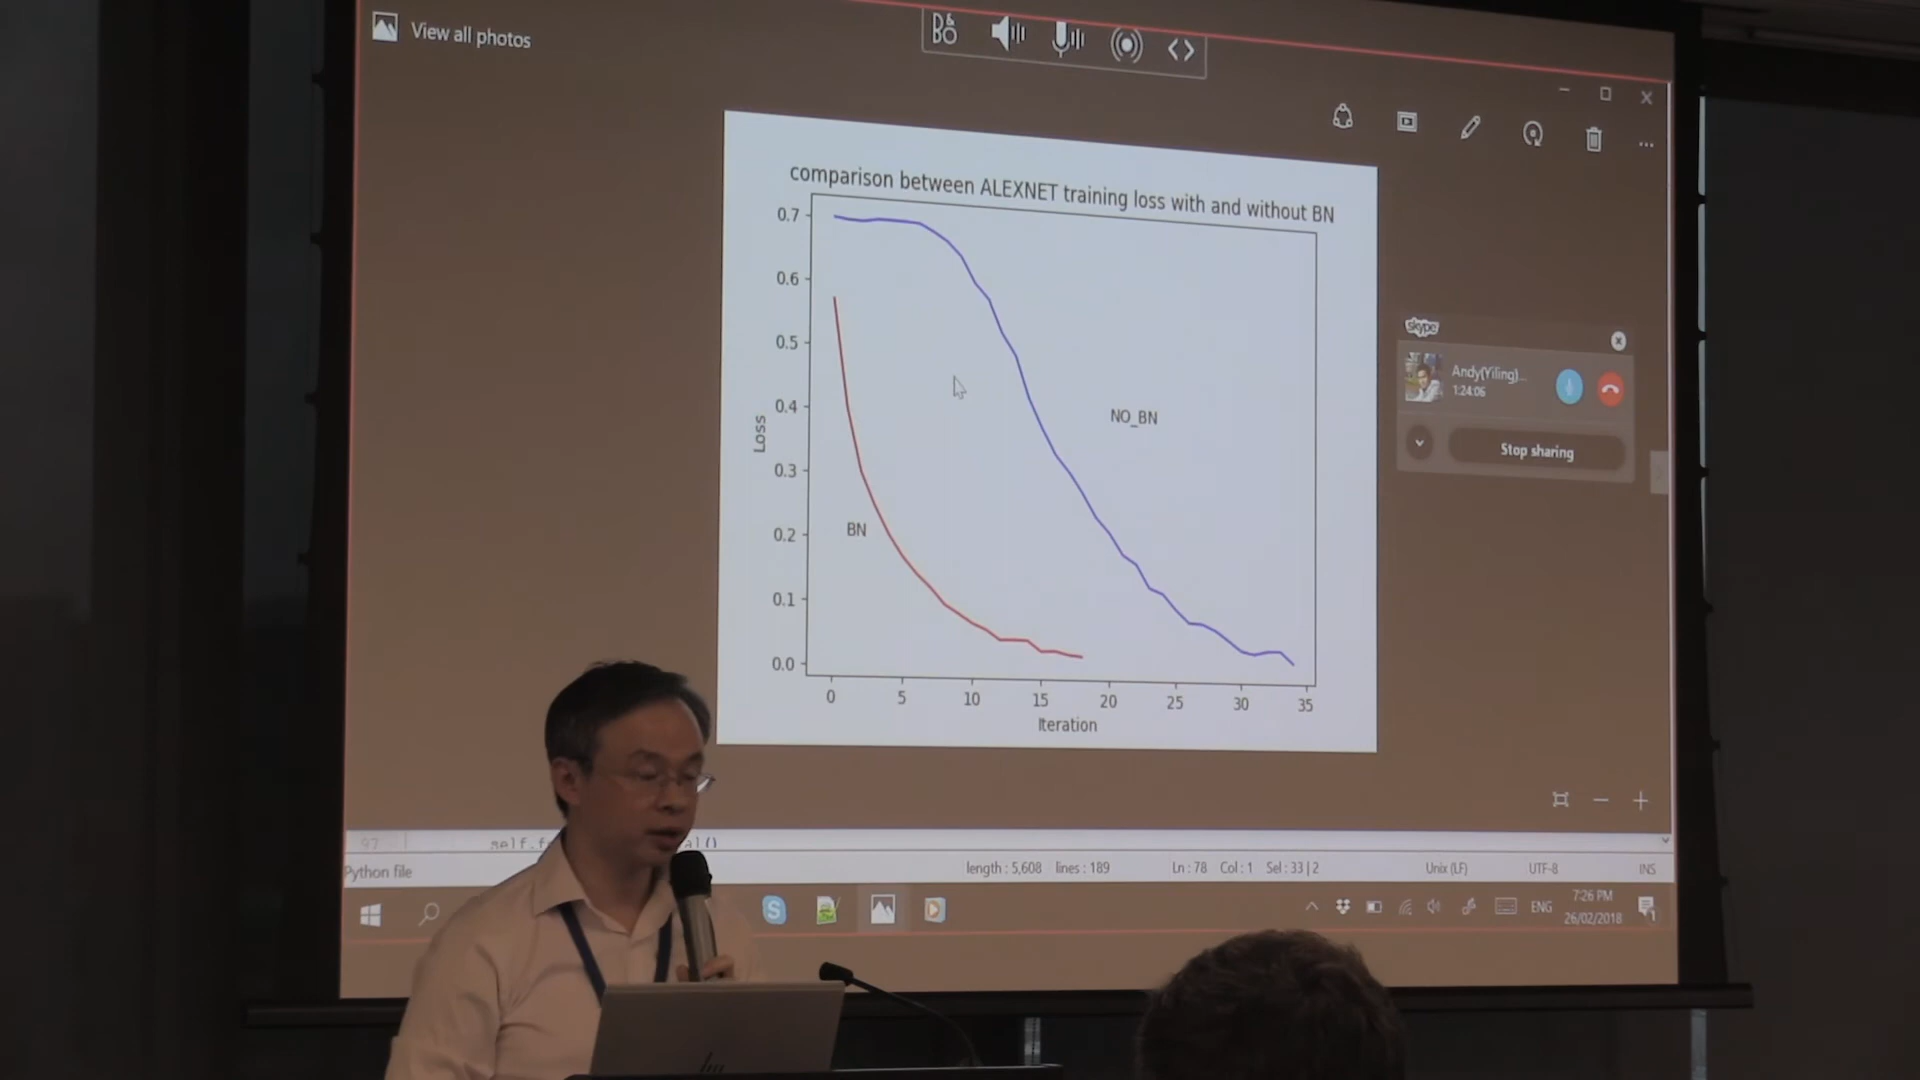 View all photos
comparison between ALEXNET training loss with and without BN
0.7
0.6
0.5
0.4
0.3
0.2
0.1
0.0
Loss
NO_BN
BN
0 5 10 15 20 25 30 35
Iteration
skype
Andy(Yiling)...
1:24:06
Stop sharing
97
Python file
length : 5,608 lines : 189
Ln : 78 Col : 1 Sel : 33 | 2
Unix (LF)
UTF-8
INS
ENG
7:26 PM
26/02/2018
hp